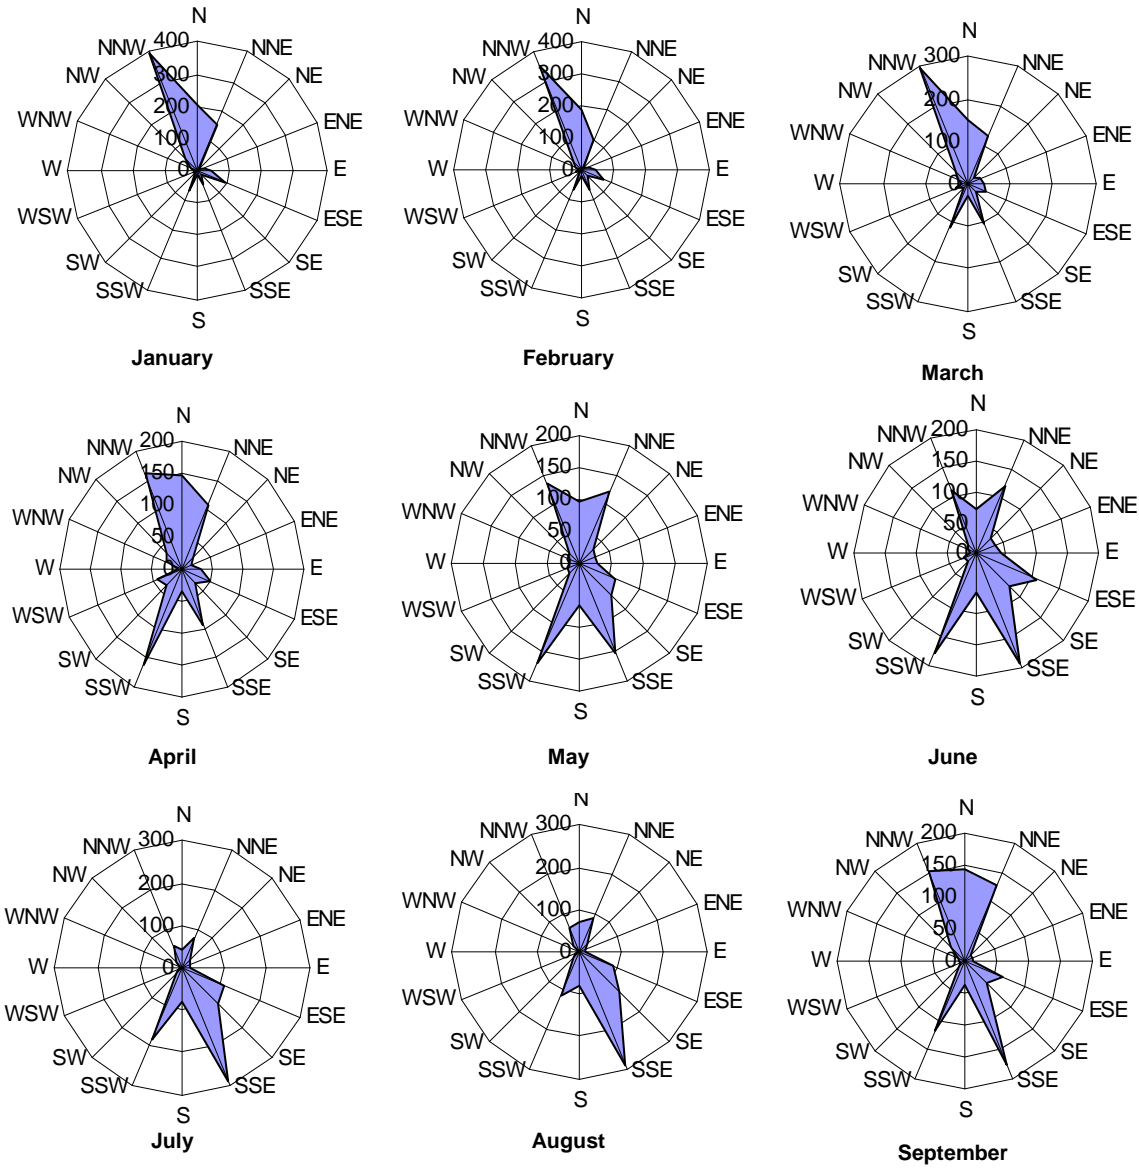 N
400 NNE
NNW
300 NE
NW
200 ENE
WNW
100
W 0 E
WSW ESE
SW SE
SSW SSE
S
January
N
400 NNE
NNW
300 NE
NW
200 ENE
WNW
100
W 0 E
WSW ESE
SW SE
SSW SSE
S
February
N
300 NNE
NNW
NW NE
200
WNW ENE
100
W 0 E
WSW ESE
SW SE
SSW SSE
S
March
N
200 NNE
NNW
150 NE
NW
100 ENE
WNW
50
W 0 E
WSW ESE
SW SE
SSW SSE
S
April
N
200 NNE
NNW
150 NE
NW
100 ENE
WNW
50
W 0 E
WSW ESE
SW SE
SSW SSE
S
May
N
200 NNE
NNW
150 NE
NW
100 ENE
WNW
50
W 0 E
WSW ESE
SW SE
SSW SSE
S
June
N
300 NNE
NNW
NW NE
200
WNW ENE
100
W 0 E
WSW ESE
SW SE
SSW SSE
S
July
N
300 NNE
NNW
NW NE
200
WNW ENE
100
W 0 E
WSW ESE
SW SE
SSW SSE
S
August
N
200 NNE
NNW
150 NE
NW
100 ENE
WNW
50
W 0 E
WSW ESE
SW SE
SSW SSE
S
September